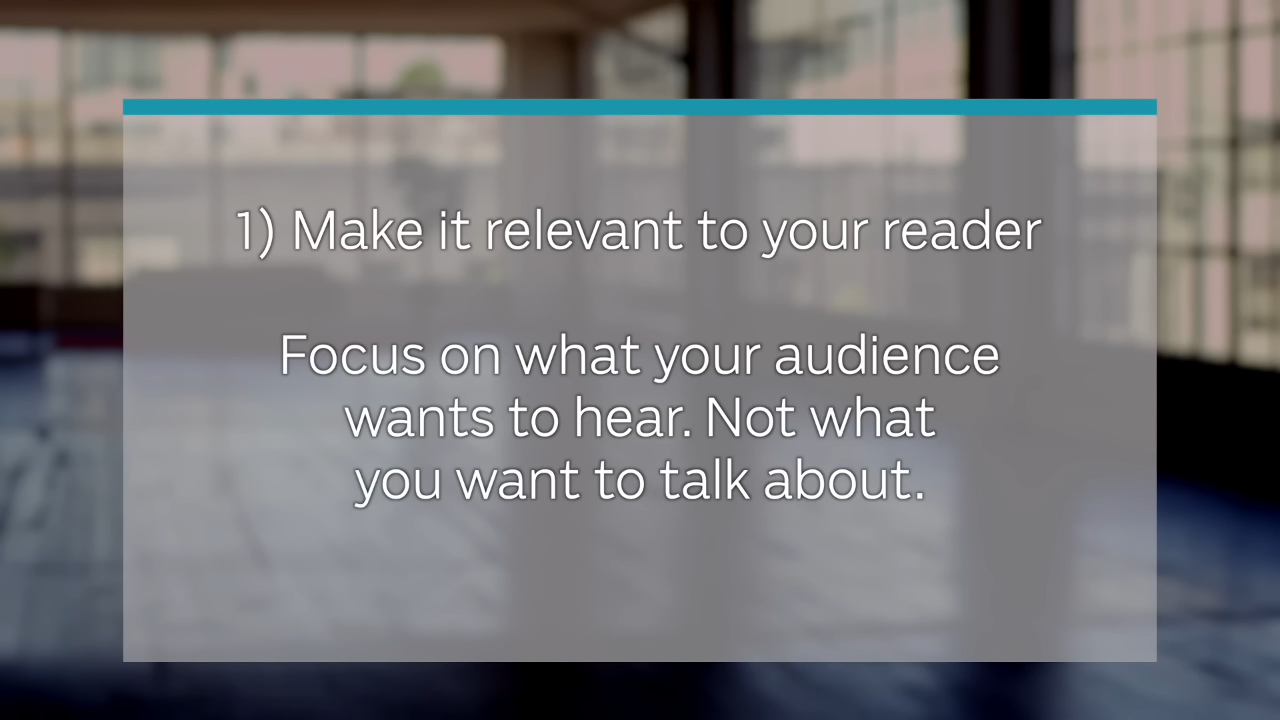 1) Make it relevant to your reader
Focus on what your audience
wants to hear. Not what
you want to talk about.